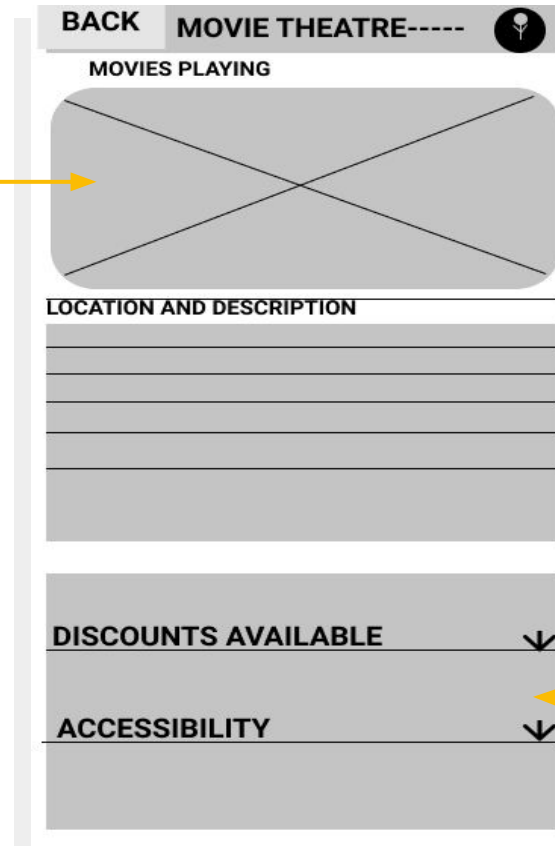 BACK MOVIE THEATRE-----
MOVIES PLAYING
LOCATION AND DESCRIPTION
DISCOUNTS AVAILABLE
ACCESSIBILITY